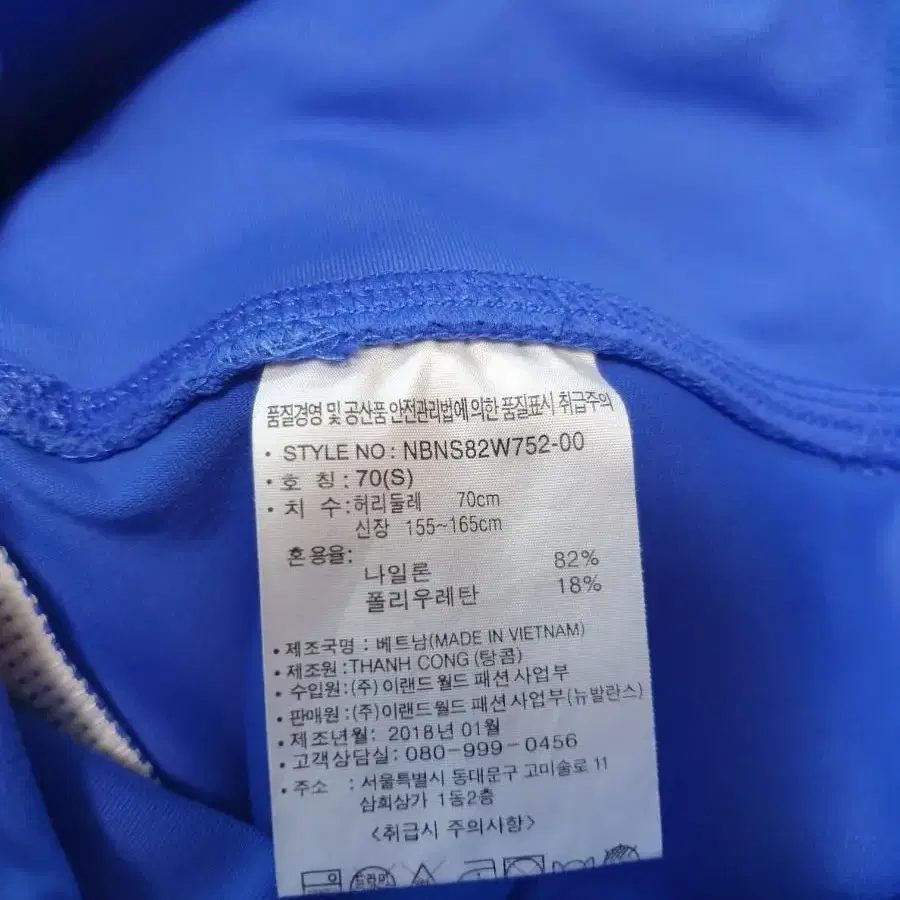 품질경영 및 공산품 안전관리법에 의한 품질표시 취급주의
• STYLE NO : NBNS82W752-00
• 호 칭 : 70(S)
• 치 수 : 허리둘레 70cm
신장 155~165cm
혼용율:
나일론 82%
폴리우레탄 18%
• 제조국명 : 베트남(MADE IN VIETNAM)
• 제조원 : THANH CONG (탕콤)
• 수입원 : (주)이랜드월드 패션사업부
• 판매원 : (주)이랜드월드 패션사업부(뉴발란스)
• 제조년월: 2018년 01월
• 고객상담실: 080-999-0456
• 주소 : 서울특별시 동대문구 고미술로 11
삼희상가 1동2층
<취급시 주의사항>
드라이